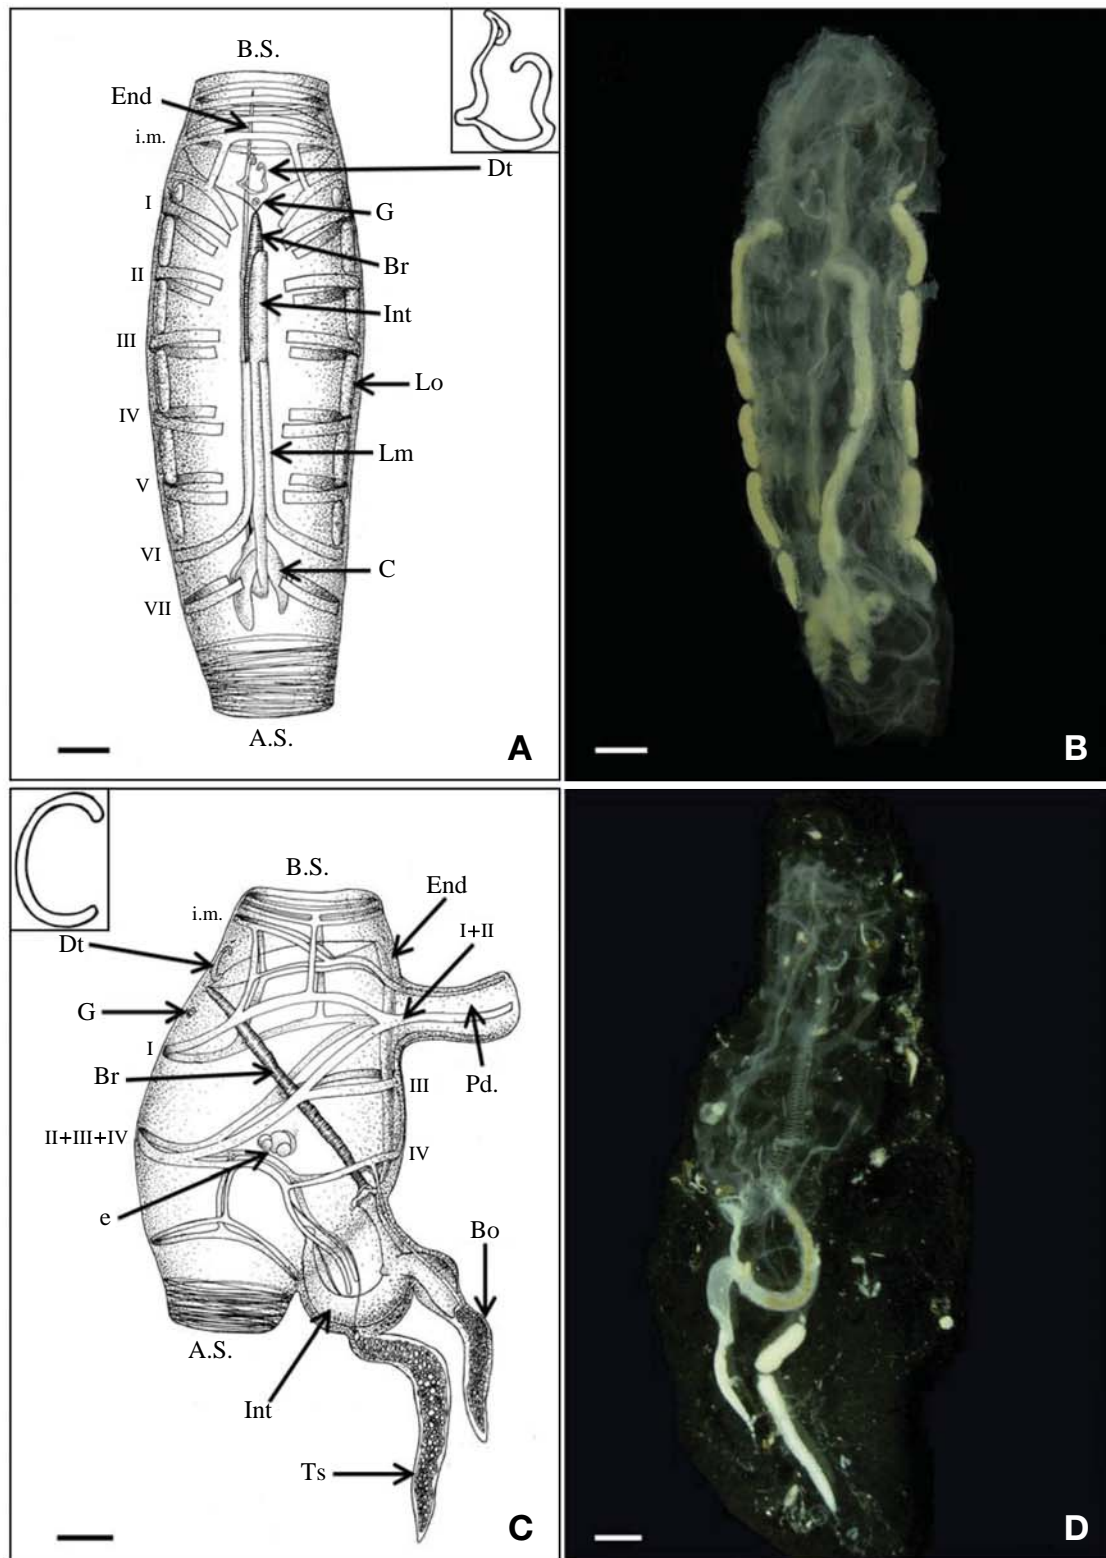 B.S.
End
i.m.
Dt
I
G
Br
II
Int
III
Lo
IV
Lm
V
VI
C
VII
A.S.
A
B
B.S.
End
i.m.
I+II
Dt
G
I
Br
Pd.
III
II+III+IV
IV
e
Bo
A.S.
Int
Ts
C
D